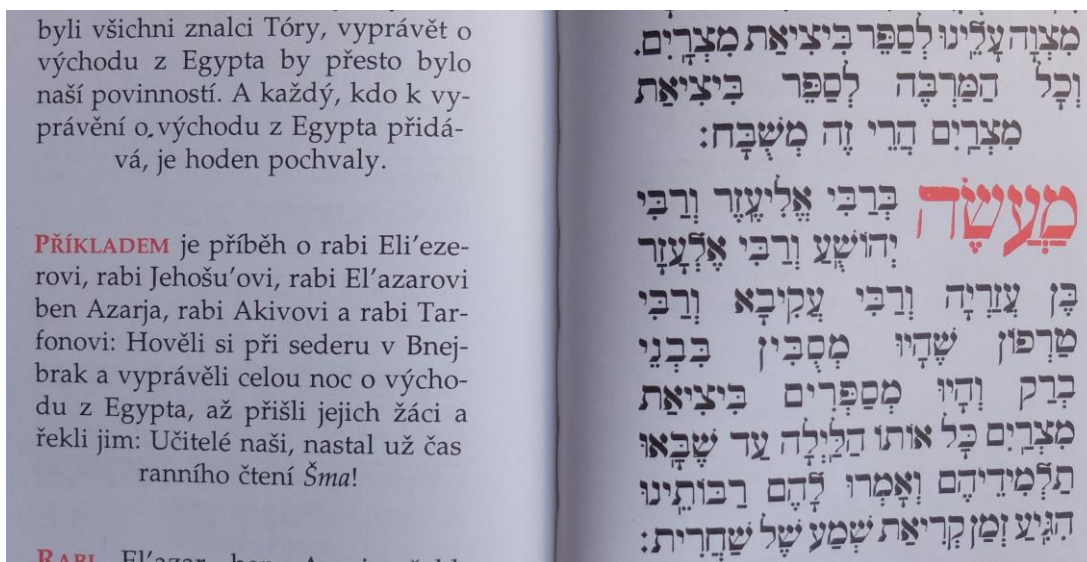 byli všichni znalci Tóry, vyprávět o
východu z Egypta by přesto bylo
naší povinností. A každý, kdo k vy-
právění o východu z Egypta přidá-
vá, je hoden pochvaly.
PŘÍKLADEM je příběh o rabi Eli’eze-
rovi, rabi Jehošu’ovi, rabi El’azarovi
ben Azarja, rabi Akivovi a rabi Tar-
fonovi: Hověli si při sederu v Bnej-
brak a vyprávěli celou noc o výcho-
du z Egypta, až přišli jejich žáci a
řekli jim: Učitelé naši, nastal už čas
ranního čtení Šma!
RABI El’azar ben
מִצְוָה עָלֵינוּ לְסַפֵּר בִּיצִיאַת מִצְרָיִם.
וְכָל הַמַּרְבֶּה לְסַפֵּר בִּיצִיאַת
מִצְרַיִם הֲרֵי זֶה מְשֻׁבָּח:
מַעֲשֶׂה בְּרַבִּי אֱלִיעֶזֶר וְרַבִּי
יְהוֹשֻׁעַ וְרַבִּי אֶלְעָזָר
בֶּן עֲזַרְיָה וְרַבִּי עֲקִיבָא וְרַבִּי
טַרְפוֹן שֶׁהָיוּ מְסֻבִּין בִּבְנֵי
בְרַק וְהָיוּ מְסַפְּרִים בִּיצִיאַת
מִצְרַיִם כָּל אוֹתוֹ הַלַּיְלָה עַד שֶׁבָּאוּ
תַלְמִידֵיהֶם וְאָמְרוּ לָהֶם רַבּוֹתֵינוּ
הִגִּיעַ זְמַן קְרִיאַת שְׁמַע שֶׁל שַׁחֲרִית: